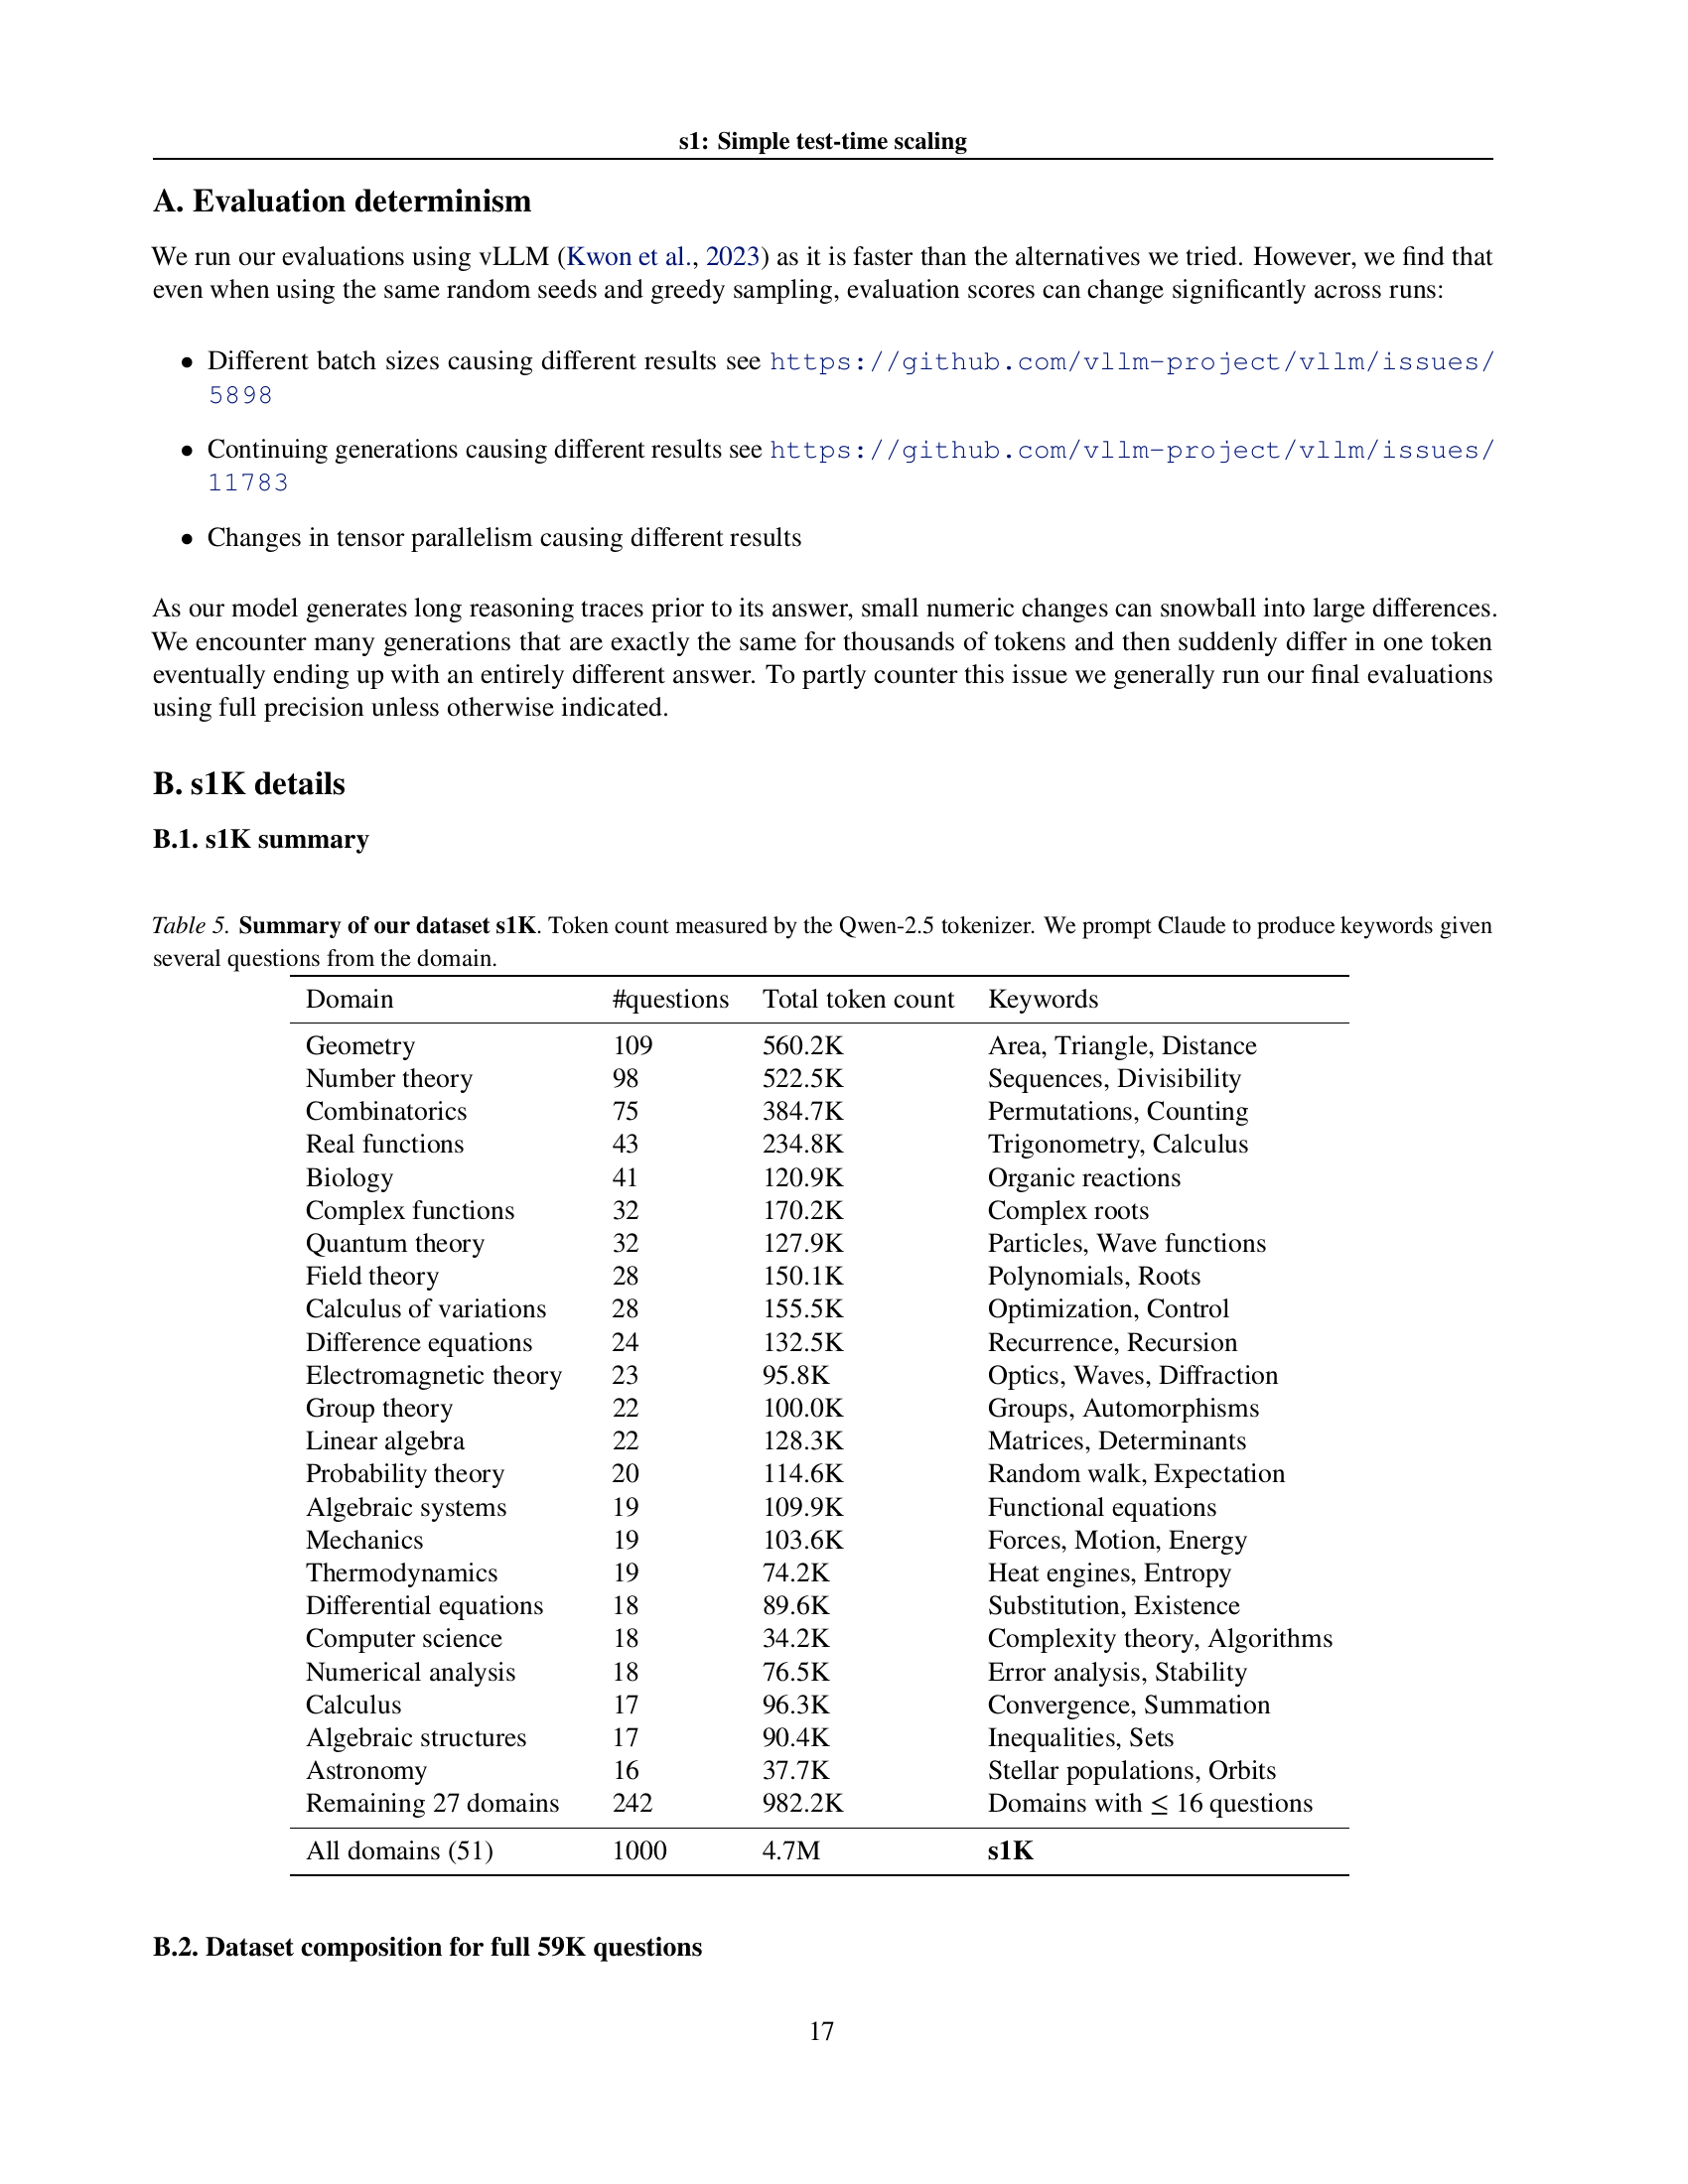 s1: Simple test-time scaling
A. Evaluation determinism
We run our evaluations using vLLM (Kwon et al., 2023) as it is faster than the alternatives we tried. However, we find that
even when using the same random seeds and greedy sampling, evaluation scores can change significantly across runs:
• Different batch sizes causing different results see https://github.com/vllm-project/vllm/issues/
5898
• Continuing generations causing different results see https://github.com/vllm-project/vllm/issues/
11783
• Changes in tensor parallelism causing different results
As our model generates long reasoning traces prior to its answer, small numeric changes can snowball into large differences.
We encounter many generations that are exactly the same for thousands of tokens and then suddenly differ in one token
eventually ending up with an entirely different answer. To partly counter this issue we generally run our final evaluations
using full precision unless otherwise indicated.
B. s1K details
B.1. s1K summary
Table 5. Summary of our dataset s1K. Token count measured by the Qwen-2.5 tokenizer. We prompt Claude to produce keywords given
several questions from the domain.
Domain #questions Total token count Keywords
Geometry 109 560.2K Area, Triangle, Distance
Number theory 98 522.5K Sequences, Divisibility
Combinatorics 75 384.7K Permutations, Counting
Real functions 43 234.8K Trigonometry, Calculus
Biology 41 120.9K Organic reactions
Complex functions 32 170.2K Complex roots
Quantum theory 32 127.9K Particles, Wave functions
Field theory 28 150.1K Polynomials, Roots
Calculus of variations 28 155.5K Optimization, Control
Difference equations 24 132.5K Recurrence, Recursion
Electromagnetic theory 23 95.8K Optics, Waves, Diffraction
Group theory 22 100.0K Groups, Automorphisms
Linear algebra 22 128.3K Matrices, Determinants
Probability theory 20 114.6K Random walk, Expectation
Algebraic systems 19 109.9K Functional equations
Mechanics 19 103.6K Forces, Motion, Energy
Thermodynamics 19 74.2K Heat engines, Entropy
Differential equations 18 89.6K Substitution, Existence
Computer science 18 34.2K Complexity theory, Algorithms
Numerical analysis 18 76.5K Error analysis, Stability
Calculus 17 96.3K Convergence, Summation
Algebraic structures 17 90.4K Inequalities, Sets
Astronomy 16 37.7K Stellar populations, Orbits
Remaining 27 domains 242 982.2K Domains with ≤ 16 questions
All domains (51) 1000 4.7M s1K
B.2. Dataset composition for full 59K questions
17